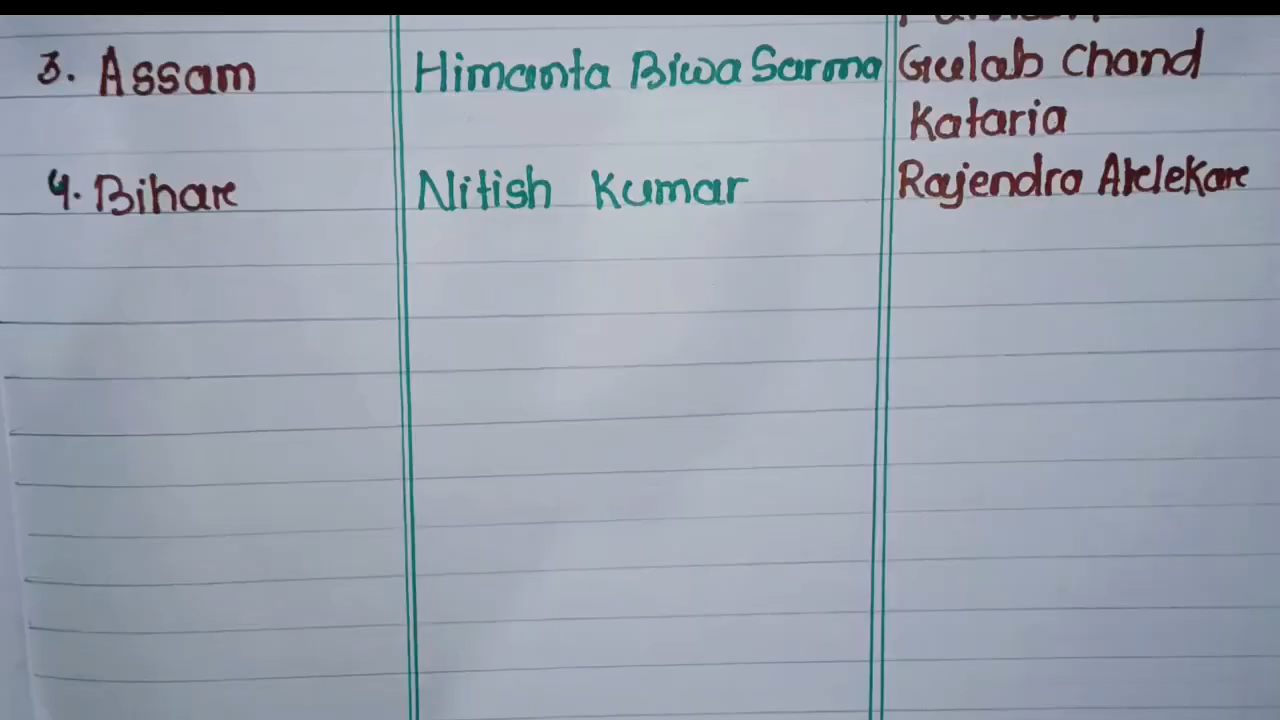 3. Assam Himanta Biwa Sarma Gulab Chand
Kataria
4. Bihar Nitish Kumar Rajendra Arlekar